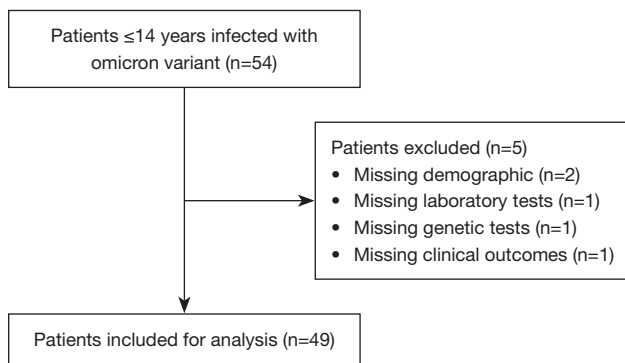 Patients ≤14 years infected with
omicron variant (n=54)
Patients excluded (n=5)
• Missing demographic (n=2)
• Missing laboratory tests (n=1)
• Missing genetic tests (n=1)
• Missing clinical outcomes (n=1)
Patients included for analysis (n=49)